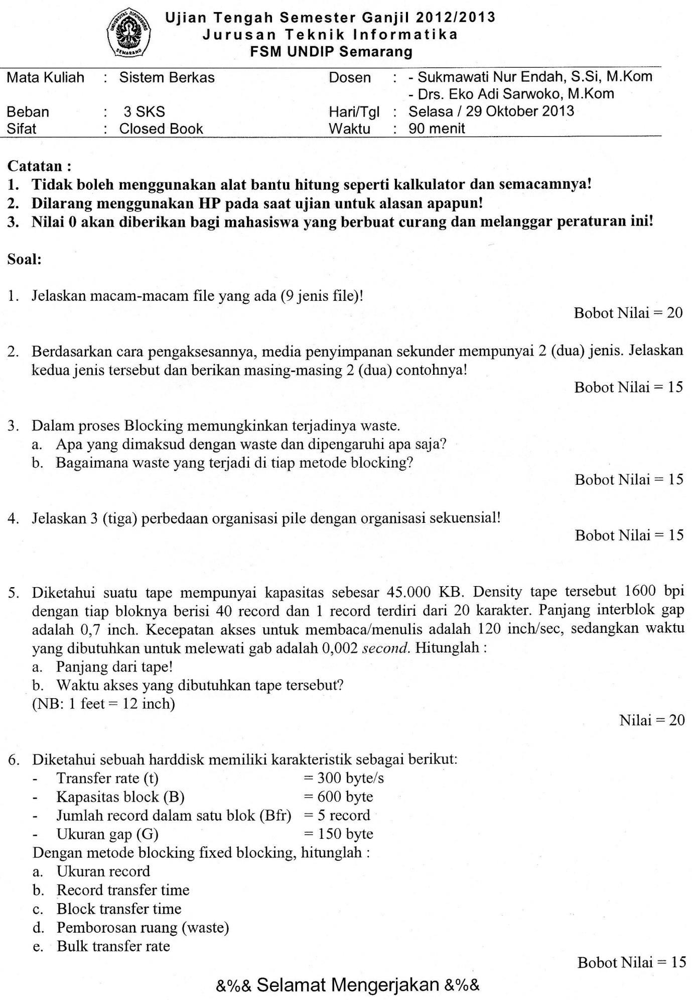 UNIVERSITAS DIPONEGORO
SEMARANG
Ujian Tengah Semester Ganjil 2012/2013
Jurusan Teknik Informatika
FSM UNDIP Semarang
Mata Kuliah : Sistem Berkas Dosen : - Sukmawati Nur Endah, S.Si, M.Kom
- Drs. Eko Adi Sarwoko, M.Kom
Beban : 3 SKS Hari/Tgl : Selasa / 29 Oktober 2013
Sifat : Closed Book Waktu : 90 menit
Catatan :
1. Tidak boleh menggunakan alat bantu hitung seperti kalkulator dan semacamnya!
2. Dilarang menggunakan HP pada saat ujian untuk alasan apapun!
3. Nilai 0 akan diberikan bagi mahasiswa yang berbuat curang dan melanggar peraturan ini!
Soal:
1. Jelaskan macam-macam file yang ada (9 jenis file)!
Bobot Nilai = 20
2. Berdasarkan cara pengaksesannya, media penyimpanan sekunder mempunyai 2 (dua) jenis. Jelaskan
kedua jenis tersebut dan berikan masing-masing 2 (dua) contohnya!
Bobot Nilai = 15
3. Dalam proses Blocking memungkinkan terjadinya waste.
a. Apa yang dimaksud dengan waste dan dipengaruhi apa saja?
b. Bagaimana waste yang terjadi di tiap metode blocking?
Bobot Nilai = 15
4. Jelaskan 3 (tiga) perbedaan organisasi pile dengan organisasi sekuensial!
Bobot Nilai = 15
5. Diketahui suatu tape mempunyai kapasitas sebesar 45.000 KB. Density tape tersebut 1600 bpi
dengan tiap bloknya berisi 40 record dan 1 record terdiri dari 20 karakter. Panjang interblok gap
adalah 0,7 inch. Kecepatan akses untuk membaca/menulis adalah 120 inch/sec, sedangkan waktu
yang dibutuhkan untuk melewati gab adalah 0,002 second. Hitunglah :
a. Panjang dari tape!
b. Waktu akses yang dibutuhkan tape tersebut?
(NB: 1 feet = 12 inch)
Nilai = 20
6. Diketahui sebuah harddisk memiliki karakteristik sebagai berikut:
- Transfer rate (t) = 300 byte/s
- Kapasitas block (B) = 600 byte
- Jumlah record dalam satu blok (Bfr) = 5 record
- Ukuran gap (G) = 150 byte
Dengan metode blocking fixed blocking, hitunglah :
a. Ukuran record
b. Record transfer time
c. Block transfer time
d. Pemborosan ruang (waste)
e. Bulk transfer rate
Bobot Nilai = 15
&%& Selamat Mengerjakan &%&